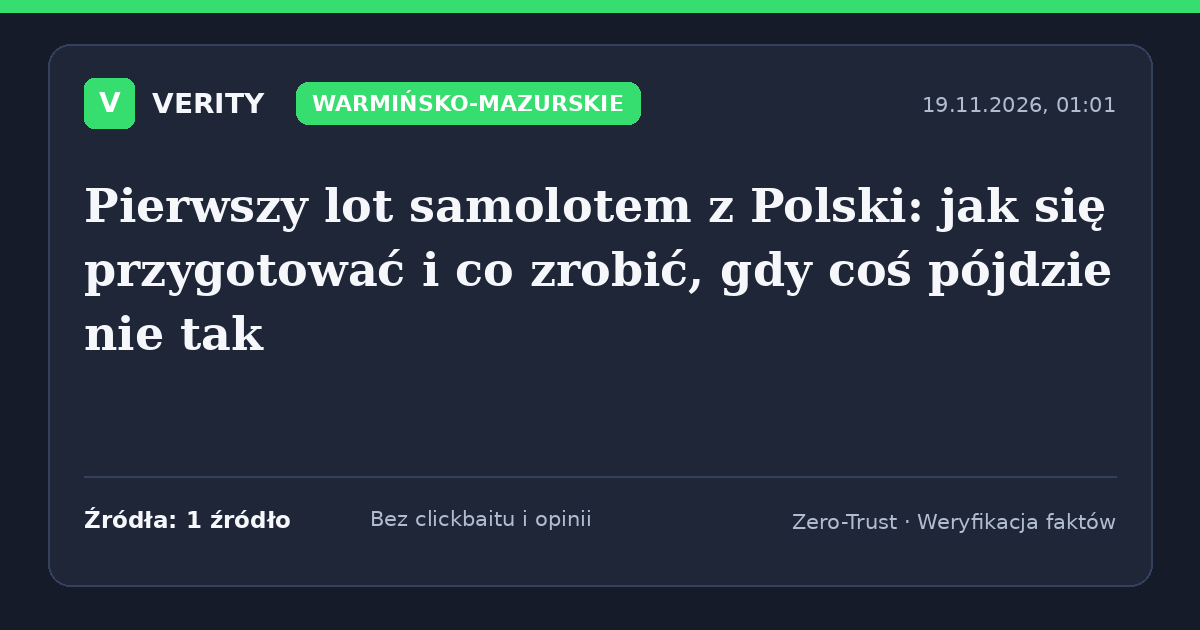 V VERITY WARMIŃSKO-MAZURSKIE 19.11.2026, 01:01
Pierwszy lot samolotem z Polski: jak się
przygotować i co zrobić, gdy coś pójdzie
nie tak
Źródła: 1 źródło Bez clickbaitu i opinii Zero-Trust · Weryfikacja faktów